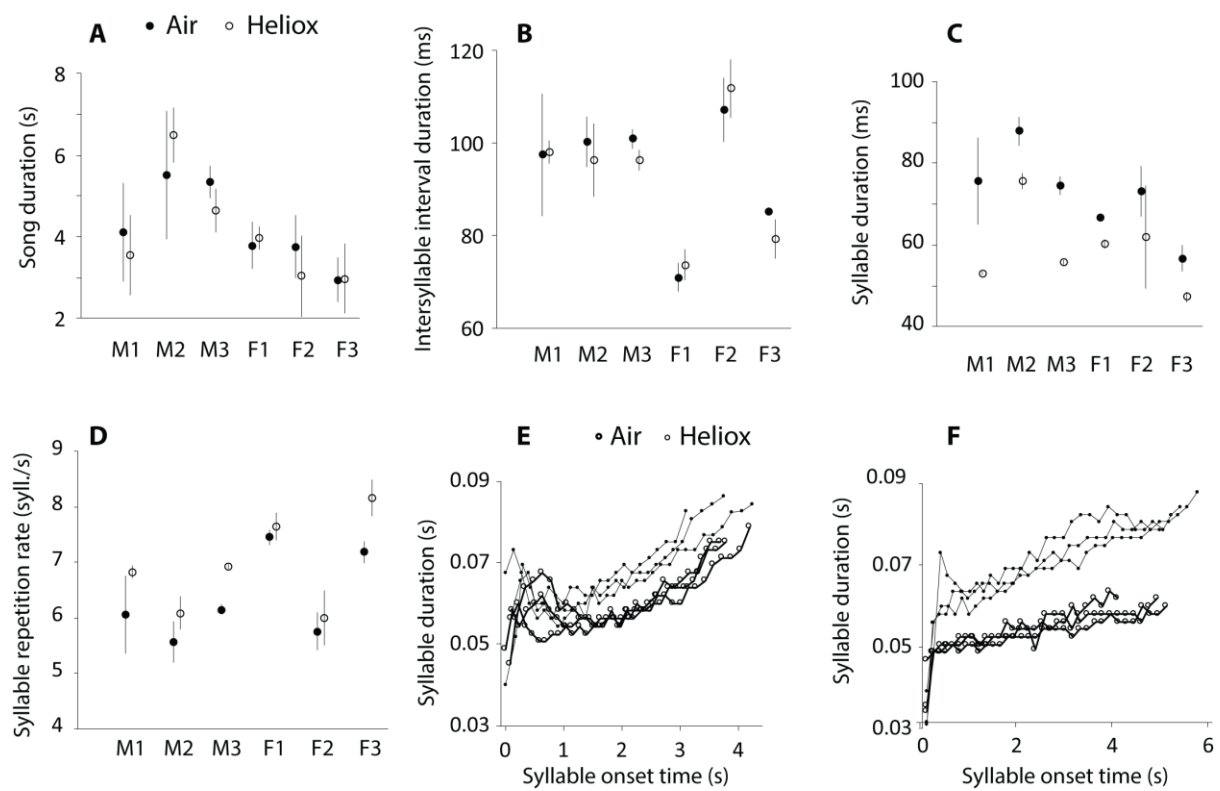 A
Air
Heliox
Song duration (s)
8
6
4
2
M1 M2 M3 F1 F2 F3
B
Intersyllable interval duration (ms)
120
100
80
60
M1 M2 M3 F1 F2 F3
C
Syllable duration (ms)
100
80
60
40
M1 M2 M3 F1 F2 F3
D
Syllable repetition rate (syll./s)
9
8
7
6
5
4
M1 M2 M3 F1 F2 F3
E
Air
Heliox
Syllable duration (s)
0.09
0.07
0.05
0.03
0 1 2 3 4
Syllable onset time (s)
F
Syllable duration (s)
0.09
0.07
0.05
0.03
0 2 4 6
Syllable onset time (s)